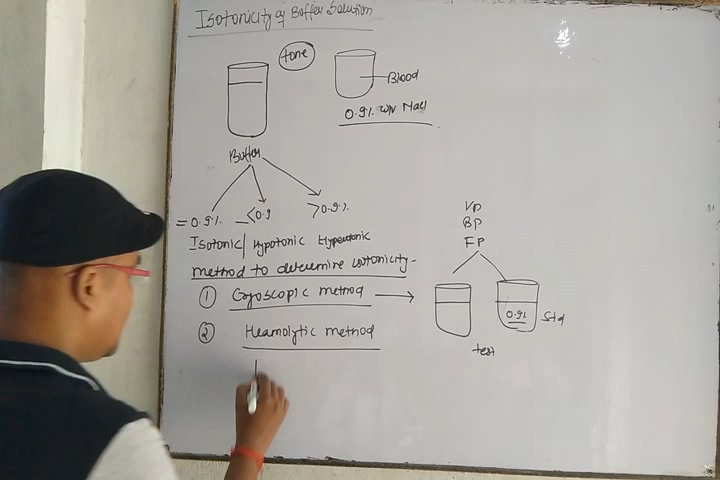 Isotonicity of Buffer Solution
tone
Blood
0.9% w/v Nacl
Buffer
= 0.9% <0.9 >0.9%
Isotonic | Hypotonic Hypertonic
method to determine isotonicity-
① Cryoscopic method →
② Heamolytic method
VP
BP
FP
0.9%
Std
test